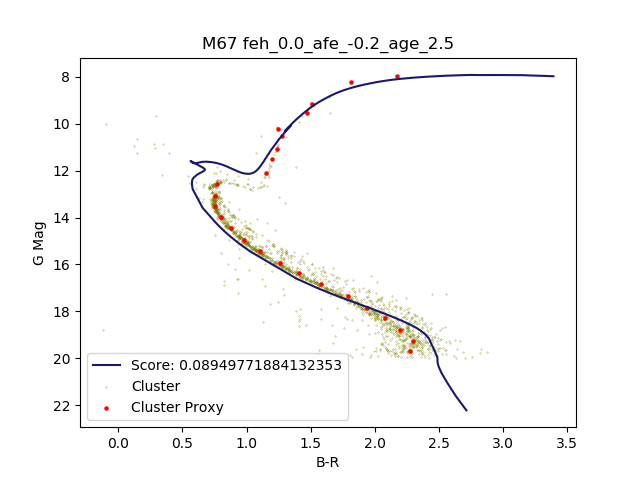 M67 feh_0.0_afe_-0.2_age_2.5
8
10
12
14
16
18
20
22
G Mag
Score: 0.08949771884132353
Cluster
Cluster Proxy
0.0 0.5 1.0 1.5 2.0 2.5 3.0 3.5
B-R